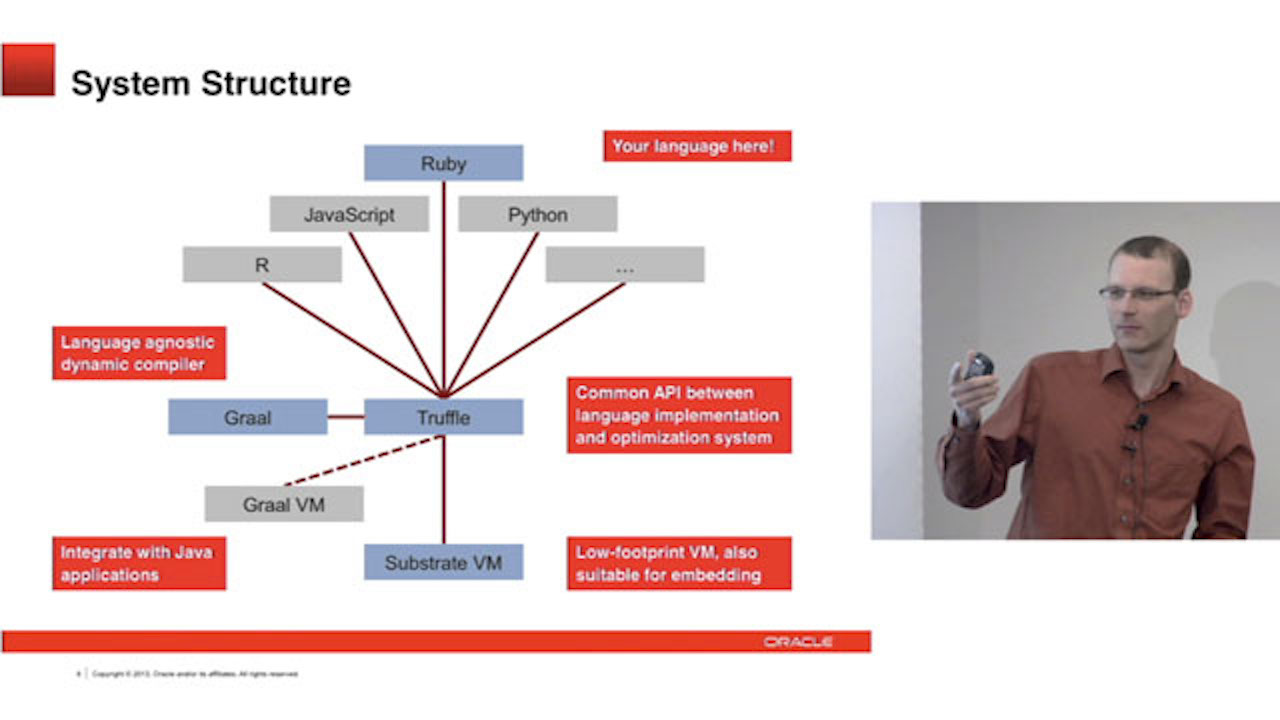 System Structure
Your language here!
Ruby
JavaScript
Python
R
...
Language agnostic
dynamic compiler
Common API between
language implementation
and optimization system
Graal
Truffle
Graal VM
Integrate with Java
applications
Substrate VM
Low-footprint VM, also
suitable for embedding
ORACLE
Copyright © 2013, Oracle and/or its affiliates. All rights reserved.